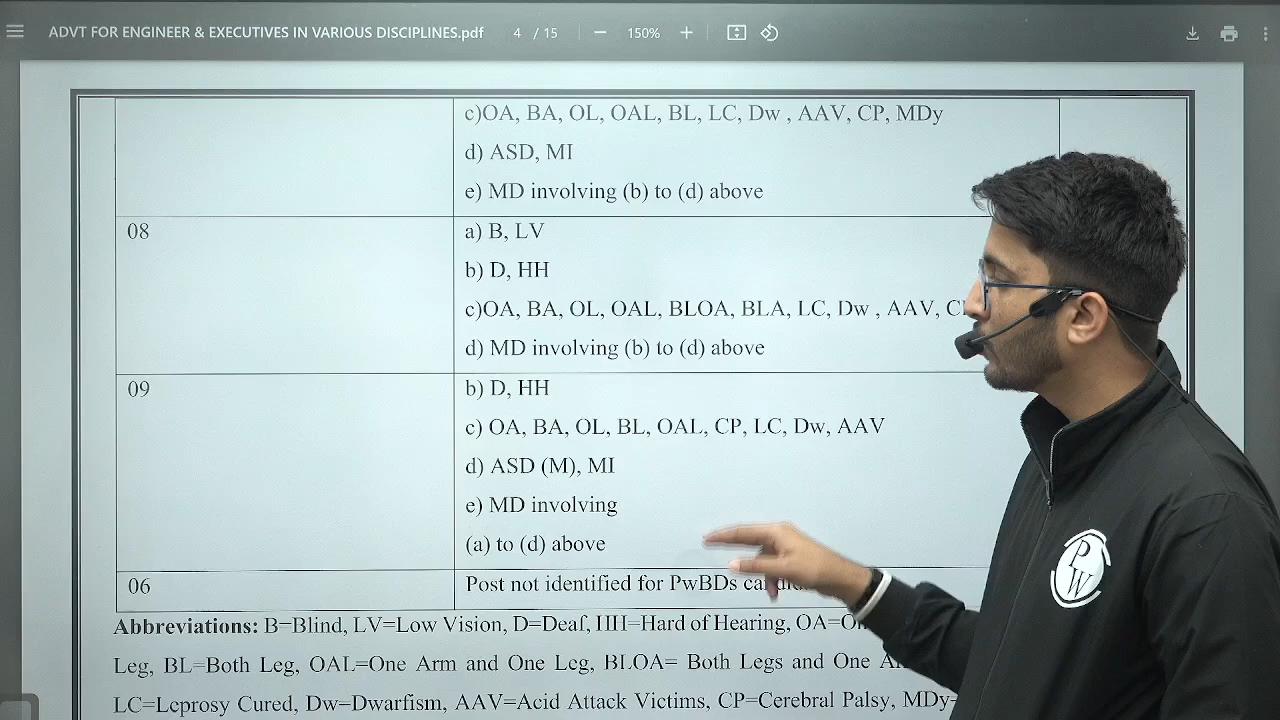 ADVT FOR ENGINEER & EXECUTIVES IN VARIOUS DISCIPLINES.pdf 4 / 15 150%
c)OA, BA, OL, OAL, BL, LC, Dw , AAV, CP, MDy
d) ASD, MI
e) MD involving (b) to (d) above
08 a) B, LV
b) D, HH
c)OA, BA, OL, OAL, BLOA, BLA, LC, Dw , AAV,
d) MD involving (b) to (d) above
09 b) D, HH
c) OA, BA, OL, BL, OAL, CP, LC, Dw, AAV
d) ASD (M), MI
e) MD involving
(a) to (d) above
06 Post not identified for PwBDs
Abbreviations: B=Blind, LV=Low Vision, D=Deaf, HH=Hard of Hearing,
Leg, BL=Both Leg, OAL=One Arm and One Leg, BLOA= Both Legs and One
LC=Leprosy Cured, Dw=Dwarfism, AAV=Acid Attack Victims, CP=Cerebral Palsy,
PW